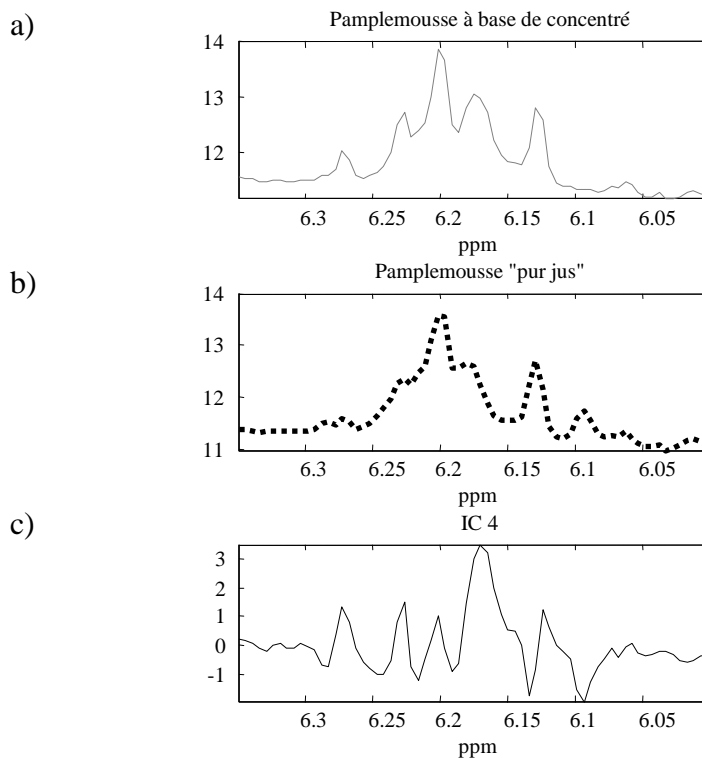 a)
Pamplemousse à base de concentré
14
13
12
6.3 6.25 6.2 6.15 6.1 6.05
ppm
b)
Pamplemousse "pur jus"
14
13
12
11
6.3 6.25 6.2 6.15 6.1 6.05
ppm
c)
IC 4
3
2
1
0
-1
6.3 6.25 6.2 6.15 6.1 6.05
ppm